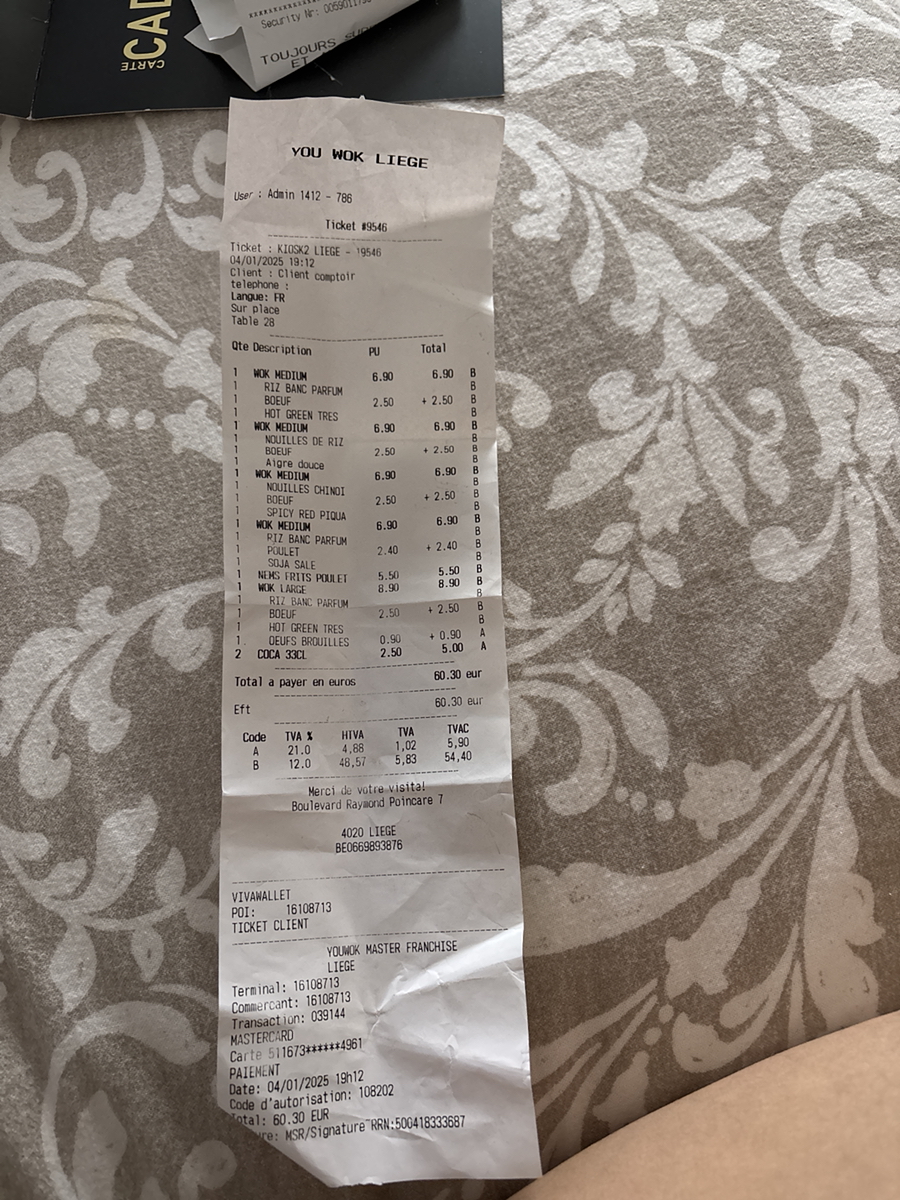 CARTE
CAD
Security Nr:
TOUJOURS
ET
YOU WOK LIEGE
User : Admin 1412 - 786
Ticket #9546
Ticket : KIOSK2 LIEGE - 19546
04/01/2025 19:12
Client : Client comptoir
telephone :
Langue: FR
Sur place
Table 28
Qte Description PU Total
1 WOK MEDIUM 6.90 6.90 B
1 RIZ BANC PARFUM B
1 BOEUF 2.50 + 2.50 B
1 HOT GREEN TRES B
1 WOK MEDIUM 6.90 6.90 B
1 NOUILLES DE RIZ B
1 BOEUF 2.50 + 2.50 B
1 Aigre douce B
1 WOK MEDIUM 6.90 6.90 B
1 NOUILLES CHINOI B
1 BOEUF 2.50 + 2.50 B
1 SPICY RED PIQUA B
1 WOK MEDIUM 6.90 6.90 B
1 RIZ BANC PARFUM B
1 POULET 2.40 + 2.40 B
1 SOJA SALE B
1 NEMS FRITS POULET 5.50 5.50 B
1 WOK LARGE 8.90 8.90 B
1 RIZ BANC PARFUM B
1 BOEUF 2.50 + 2.50 B
1 HOT GREEN TRES B
1 OEUFS BROUILLES 0.90 + 0.90 A
2 COCA 33CL 2.50 5.00 A
Total a payer en euros 60.30 eur
Eft 60.30 eur
Code TVA % HTVA TVA TVAC
A 21.0 4,88 1,02 5,90
B 12.0 48,57 5,83 54,40
Merci de votre visita!
Boulevard Raymond Poincare 7
4020 LIEGE
BE0669893876
VIVAWALLET
POI: 16108713
TICKET CLIENT
YOUWOK MASTER FRANCHISE
LIEGE
Terminal: 16108713
Commercant: 16108713
Transaction: 039144
MASTERCARD
Carte 511673******4961
PAIEMENT
Date: 04/01/2025 19h12
Code d'autorisation: 108202
otal: 60.30 EUR
re: MSR/Signature RRN:500418333687